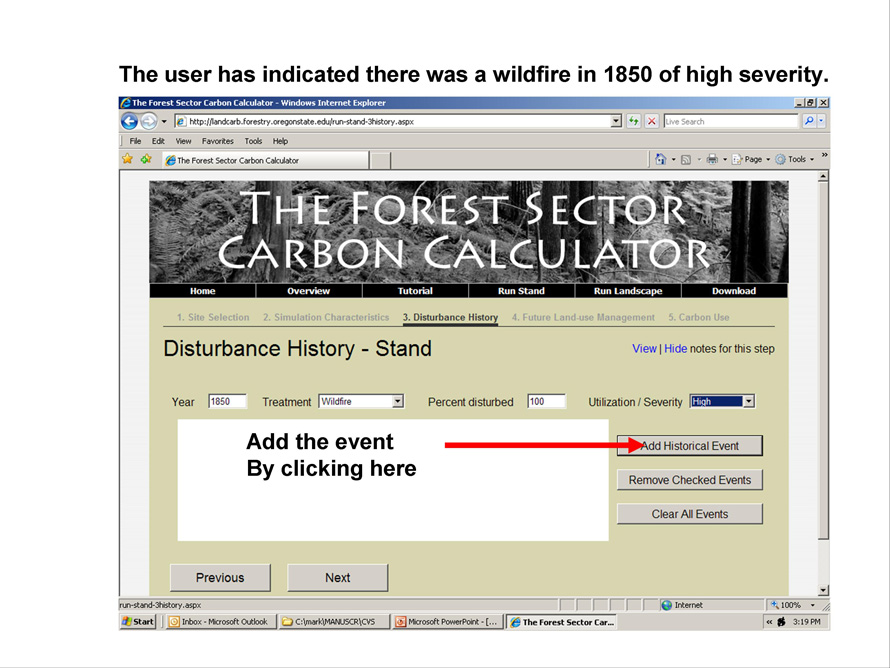 The user has indicated there was a wildfire in 1850 of high severity.
The Forest Sector Carbon Calculator - Windows Internet Explorer
http://landcarb.forestry.oregonstate.edu/run-stand-3history.aspx
Live Search
File Edit View Favorites Tools Help
The Forest Sector Carbon Calculator
Page Tools »
THE FOREST SECTOR
CARBON CALCULATOR
Home Overview Tutorial Run Stand Run Landscape Download
1. Site Selection 2. Simulation Characteristics 3. Disturbance History 4. Future Land-use Management 5. Carbon Use
Disturbance History - Stand
View | Hide notes for this step
Year 1850 Treatment Wildfire Percent disturbed 100 Utilization / Severity High
Add the event
By clicking here
Add Historical Event
Remove Checked Events
Clear All Events
Previous Next
run-stand-3history.aspx Internet 100%
Start Inbox - Microsoft Outlook C:\mark\MANUSCR\CVS Microsoft PowerPoint - [... The Forest Sector Car... « 3:19 PM